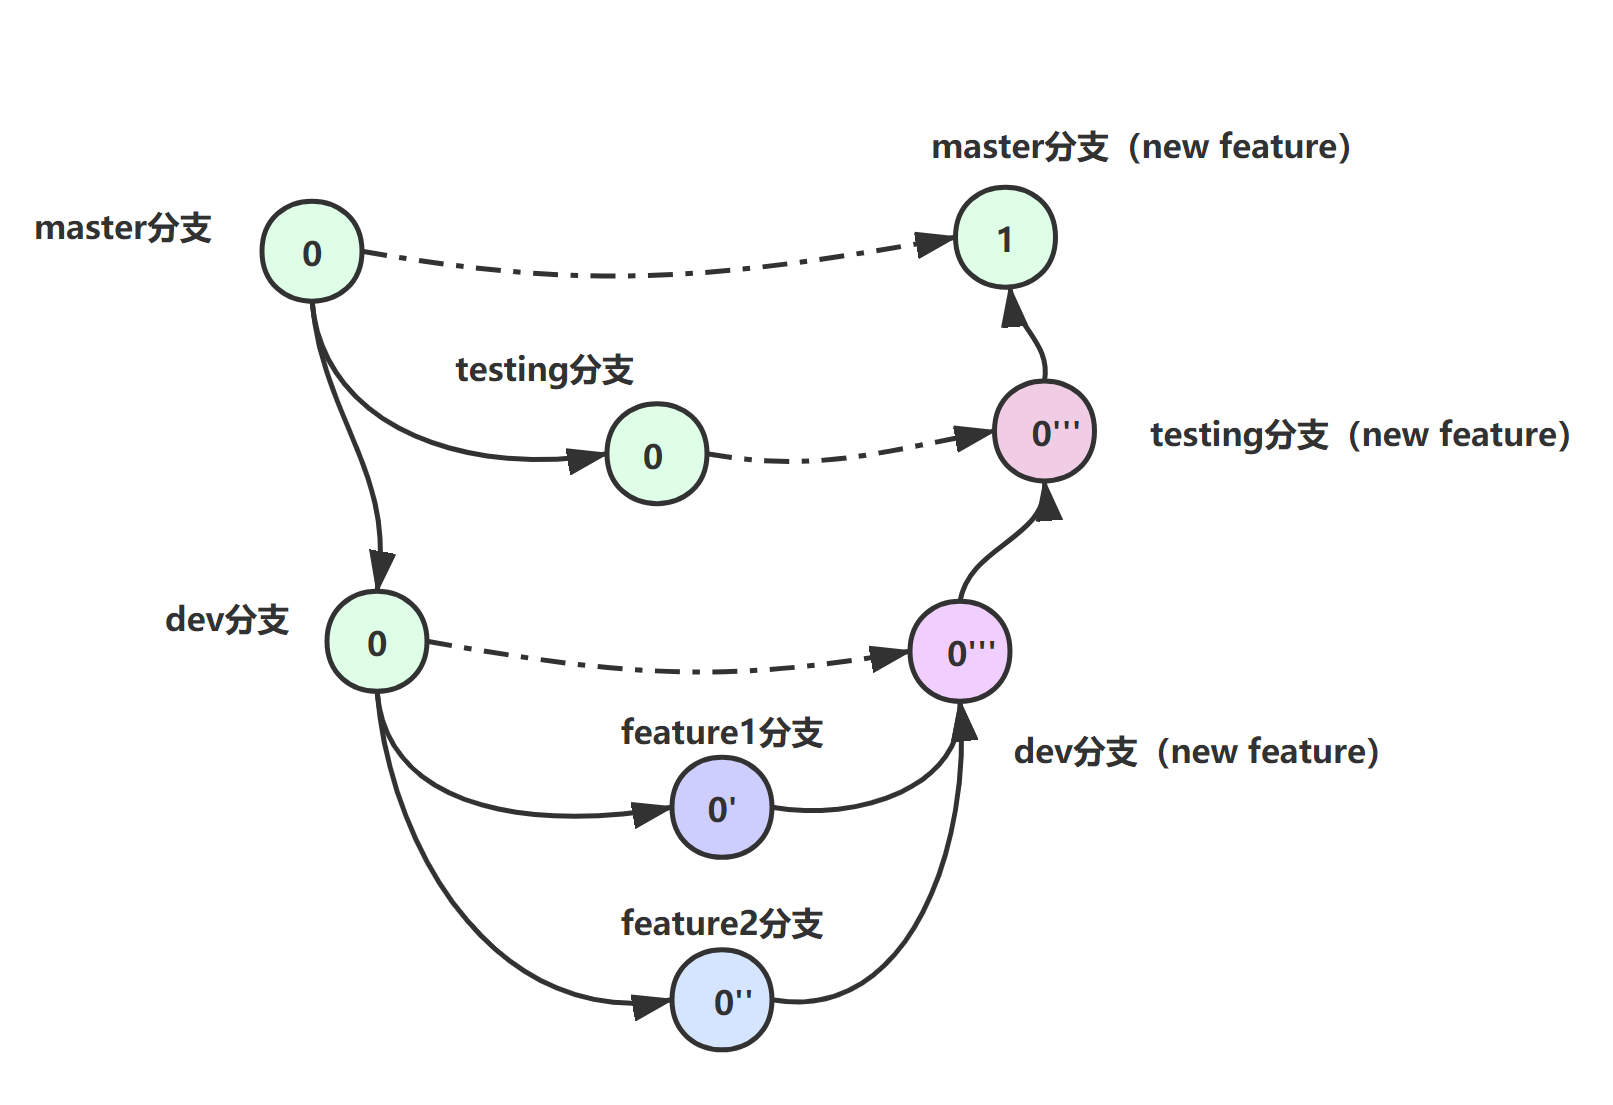 master分支（new feature）
master分支
0
1
testing分支
0
0'''
testing分支（new feature）
dev分支
0
0'''
feature1分支
dev分支（new feature）
0'
feature2分支
0''